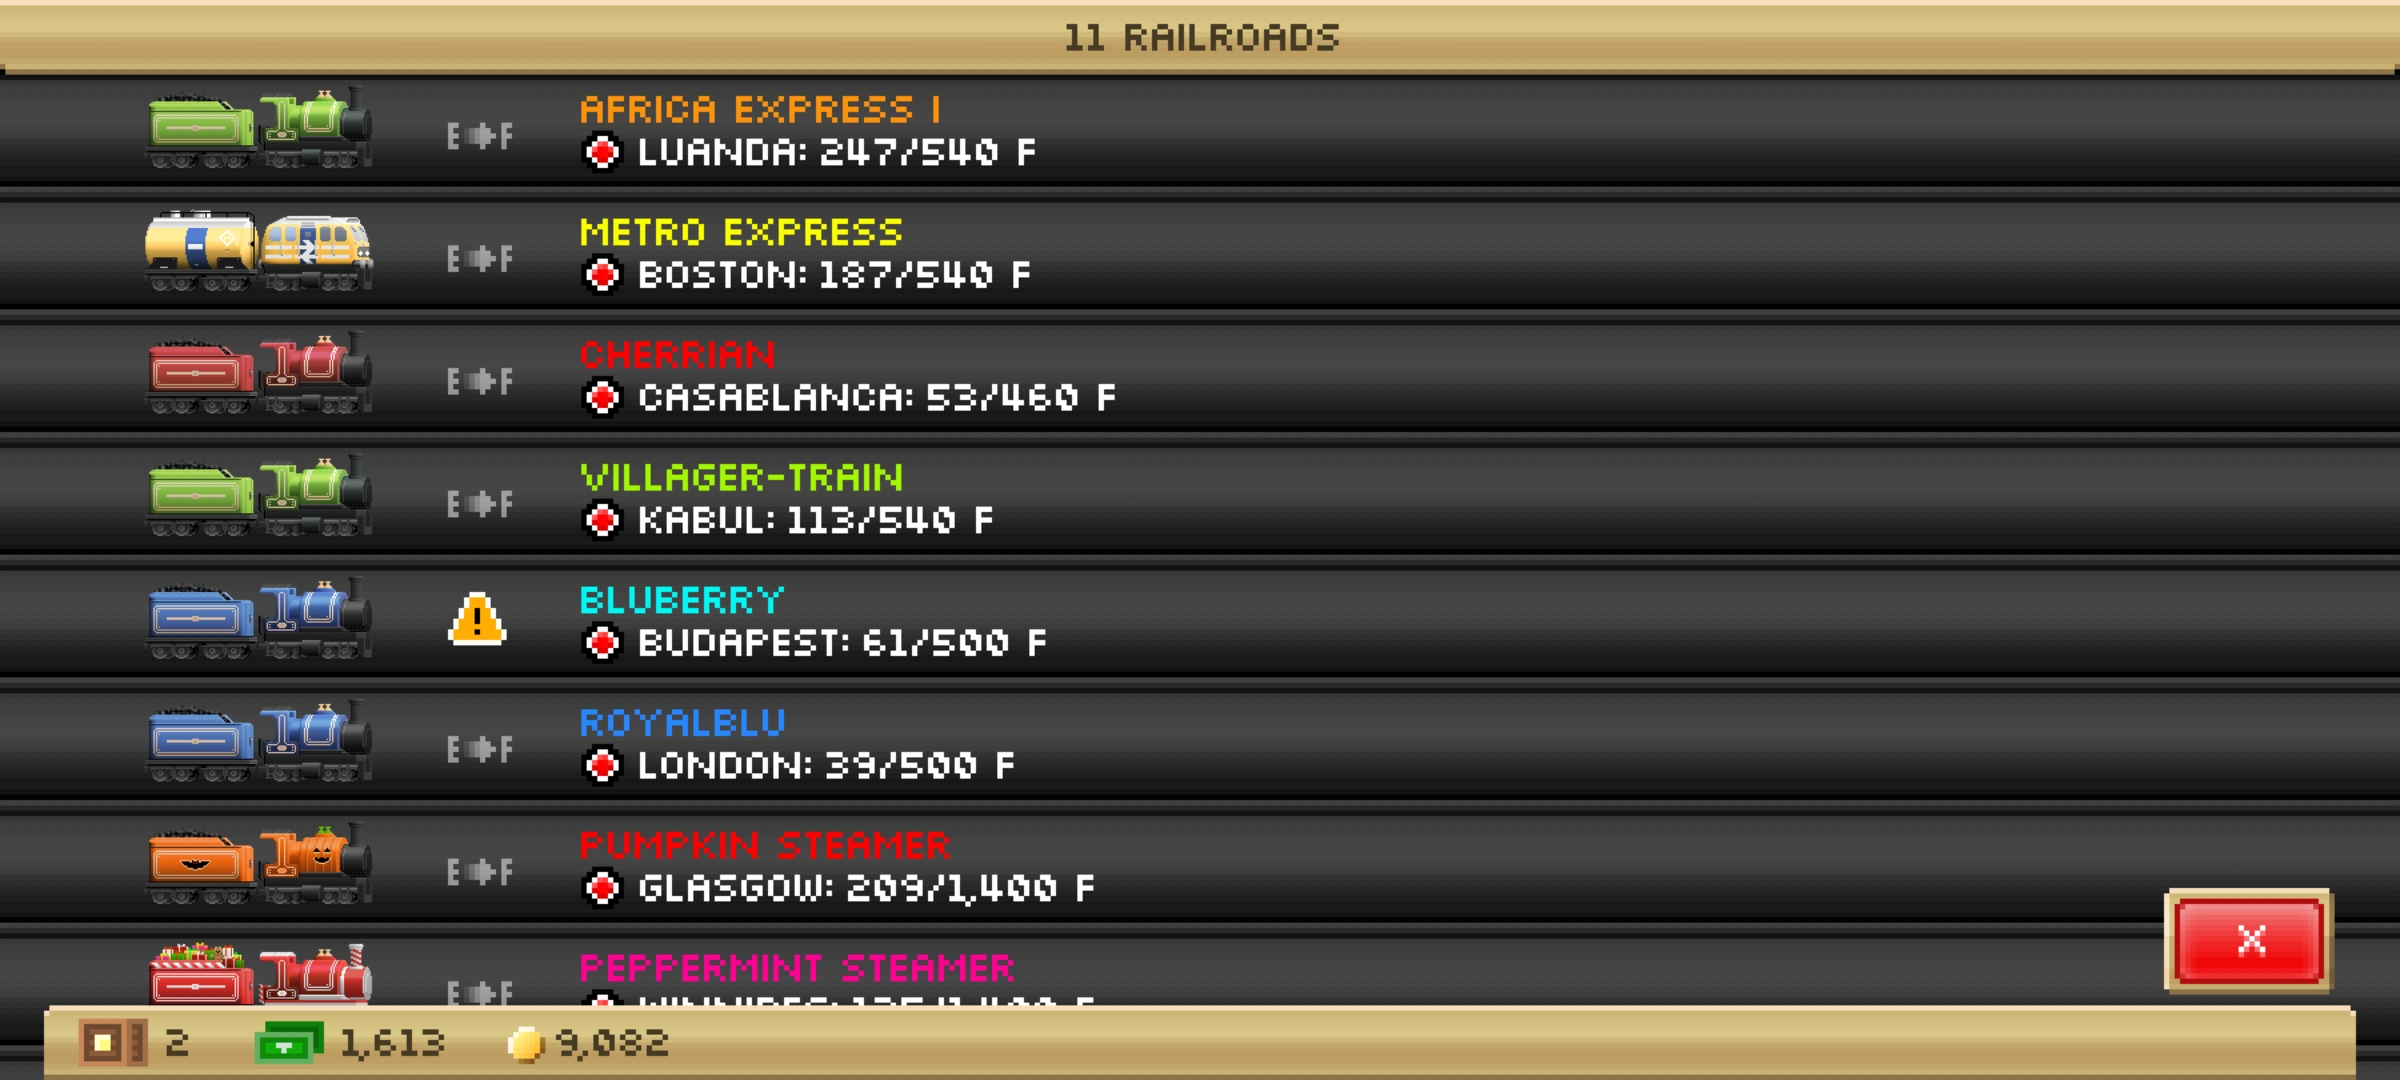 11 RAILROADS
AFRICA EXPRESS I
E F
LUANDA: 247/540 F
METRO EXPRESS
E F
BOSTON: 187/540 F
CHERRIAN
E F
CASABLANCA: 53/460 F
VILLAGER-TRAIN
E F
KABUL: 113/540 F
BLUBERRY
BUDAPEST: 61/500 F
ROYALBLU
E F
LONDON: 39/500 F
PUMPKIN STEAMER
E F
GLASGOW: 209/1,400 F
PEPPERMINT STEAMER
E F
X
2 1,613 9,082